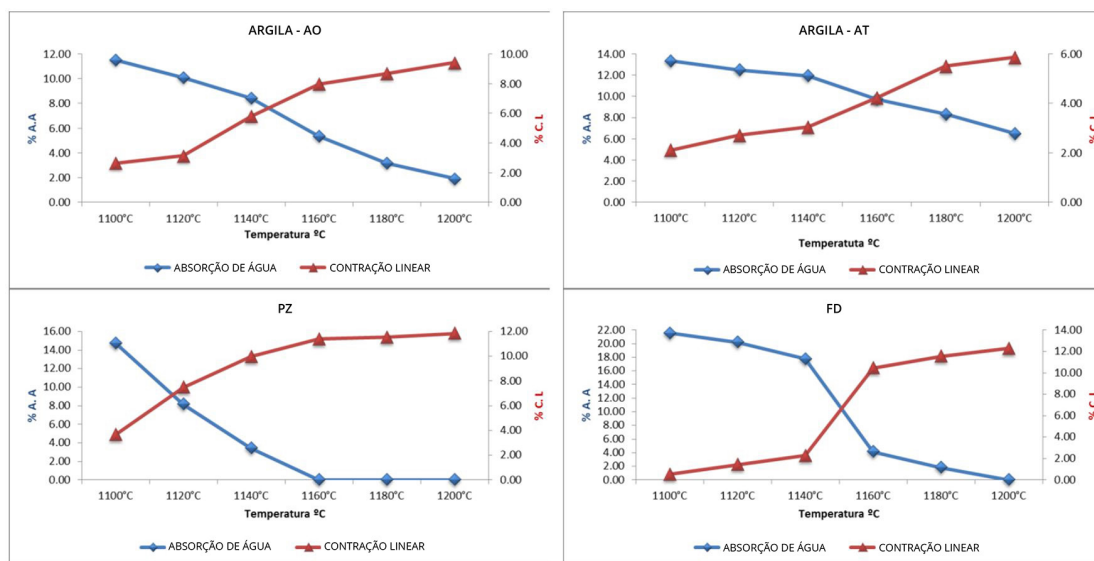 ARGILA - AO
12.00
10.00
8.00
6.00
4.00
2.00
0.00
% A.A
10.00
8.00
6.00
4.00
2.00
0.00
% C. L
1100°C 1120°C 1140°C 1160°C 1180°C 1200°C
Temperatura ºC
ABSORÇÃO DE ÁGUA CONTRAÇÃO LINEAR
ARGILA - AT
14.00
12.00
10.00
8.00
6.00
4.00
2.00
0.00
% A.A
6.00
4.00
2.00
0.00
% C. L
1100°C 1120°C 1140°C 1160°C 1180°C 1200°C
Temperatuta ºC
ABSORÇÃO DE ÁGUA CONTRAÇÃO LINEAR
PZ
16.00
14.00
12.00
10.00
8.00
6.00
4.00
2.00
0.00
% A. A
12.00
10.00
8.00
6.00
4.00
2.00
0.00
% C. L
1100°C 1120°C 1140°C 1160°C 1180°C 1200°C
Temperatura ºC
ABSORÇÃO DE ÁGUA CONTRAÇÃO LINEAR
FD
22.00
20.00
18.00
16.00
14.00
12.00
10.00
8.00
6.00
4.00
2.00
0.00
% A. A
14.00
12.00
10.00
8.00
6.00
4.00
2.00
0.00
% C. L
1100°C 1120°C 1140°C 1160°C 1180°C 1200°C
Temperatura ºC
ABSORÇÃO DE ÁGUA CONTRAÇÃO LINEAR